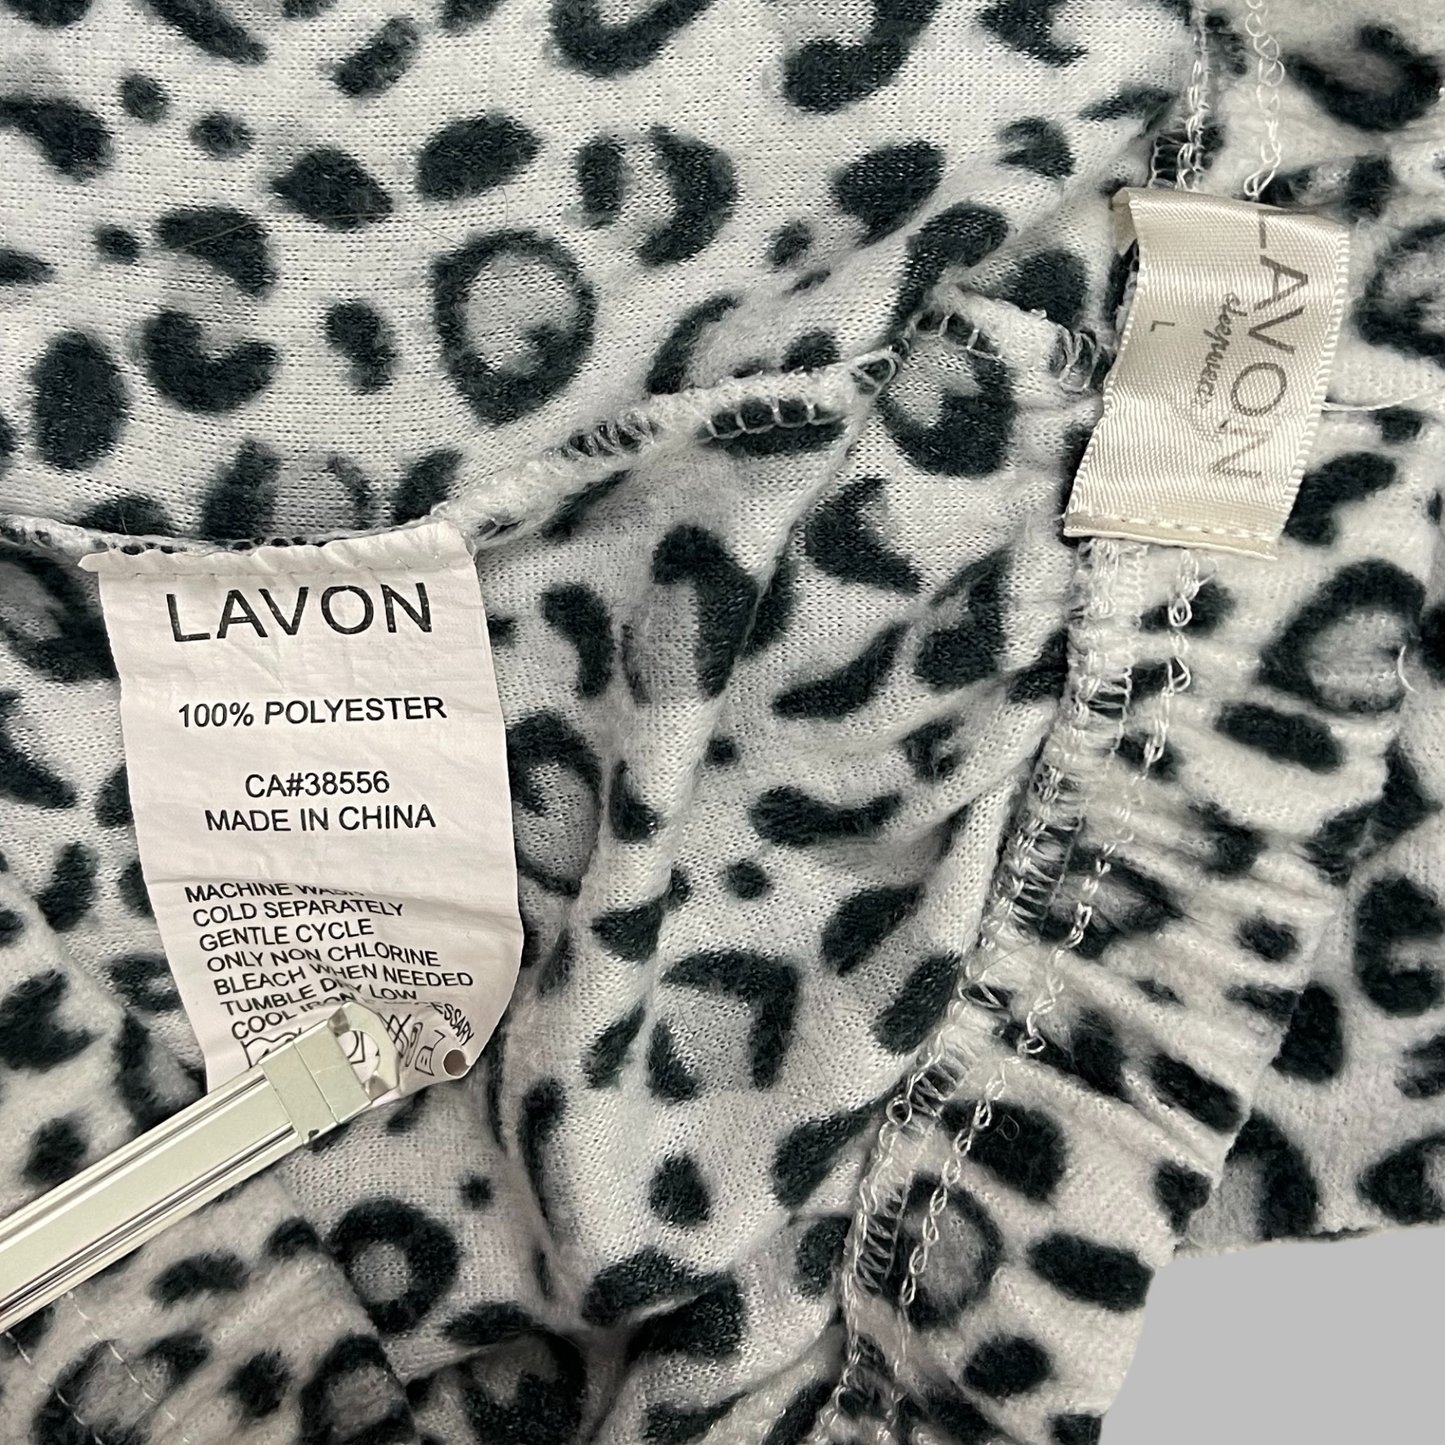 LAVON
100% POLYESTER
CA#38556
MADE IN CHINA
MACHINE
COLD SEPARATELY
GENTLE CYCLE
ONLY NON CHLORINE
BLEACH WHEN NEEDED
TUMBLE DRY LOW
COOL IRON
LAVON
sleepwear
L